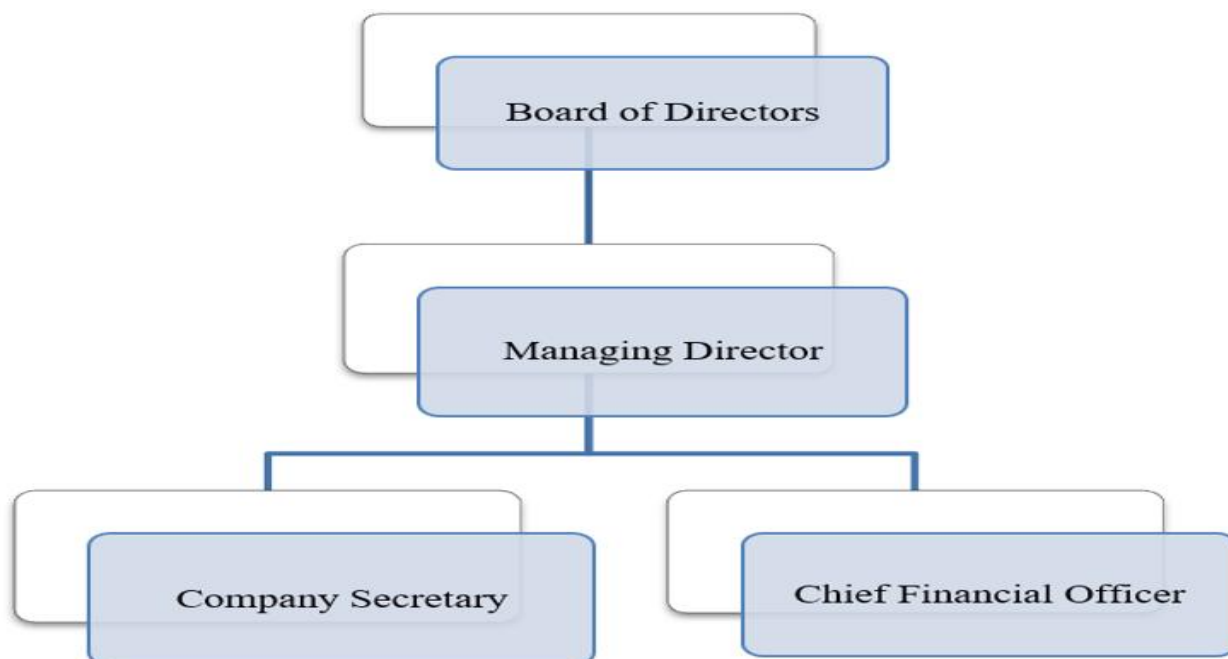 Board of Directors
Managing Director
Company Secretary
Chief Financial Officer